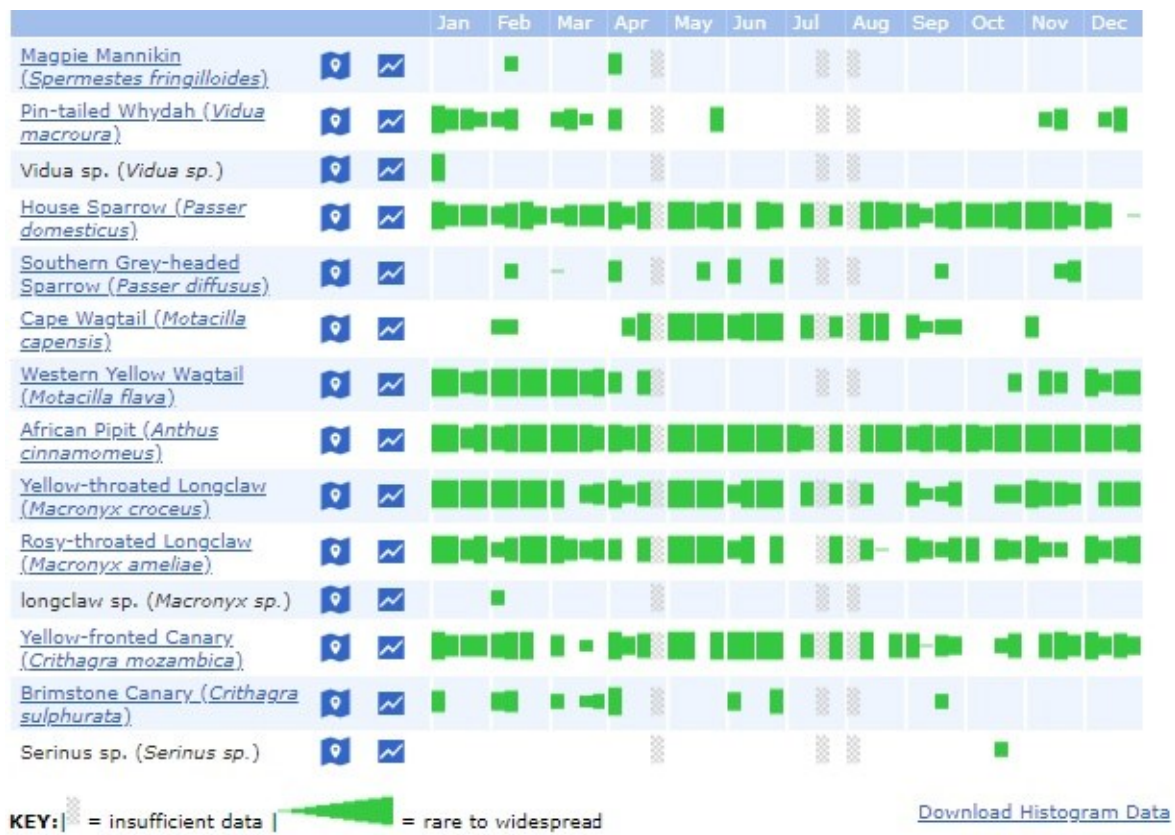 Jan Feb Mar Apr May Jun Jul Aug Sep Oct Nov Dec
Magpie Mannikin
(Spermestes fringilloides)
Pin-tailed Whydah (Vidua
macroura)
Vidua sp. (Vidua sp.)
House Sparrow (Passer
domesticus)
Southern Grey-headed
Sparrow (Passer diffusus)
Cape Wagtail (Motacilla
capensis)
Western Yellow Wagtail
(Motacilla flava)
African Pipit (Anthus
cinnamomeus)
Yellow-throated Longclaw
(Macronyx croceus)
Rosy-throated Longclaw
(Macronyx ameliae)
longclaw sp. (Macronyx sp.)
Yellow-fronted Canary
(Crithagra mozambica)
Brimstone Canary (Crithagra
sulphurata)
Serinus sp. (Serinus sp.)
KEY:| = insufficient data | = rare to widespread
Download Histogram Data